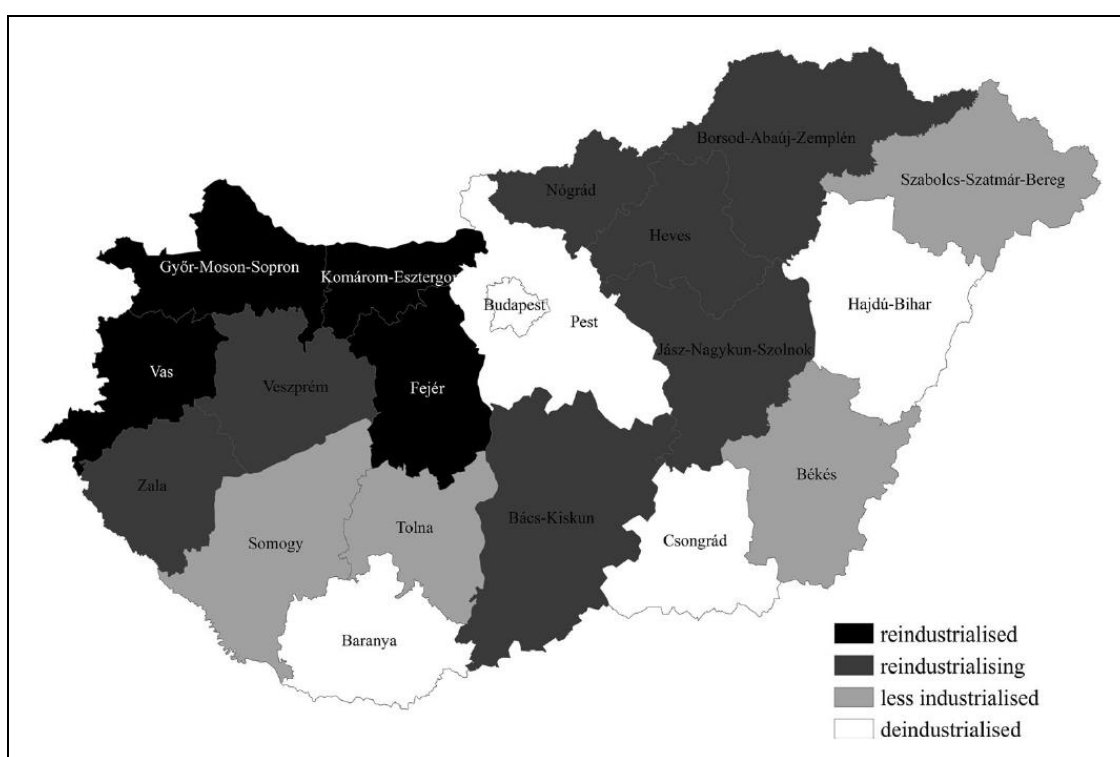 Borsod-Abaúj-Zemplén
Szabolcs-Szatmár-Bereg
Nógrád
Heves
Győr-Moson-Sopron
Komárom-Esztergo
Budapest
Pest
Hajdú-Bihar
Jász-Nagykun-Szolnok
Vas
Veszprém
Fejér
Zala
Békés
Bács-Kiskun
Tolna
Somogy
Csongrád
Baranya
reindustrialised
reindustrialising
less industrialised
deindustrialised